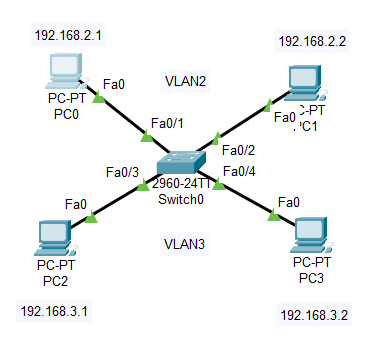 192.168.2.1
192.168.2.2
VLAN2
Fa0
PC-PT
PC0
Fa0
C-PT
PC1
Fa0/1
Fa0/2
Fa0/3
2960-24TT
Switch0
Fa0/4
Fa0
Fa0
PC-PT
PC2
VLAN3
PC-PT
PC3
192.168.3.1
192.168.3.2